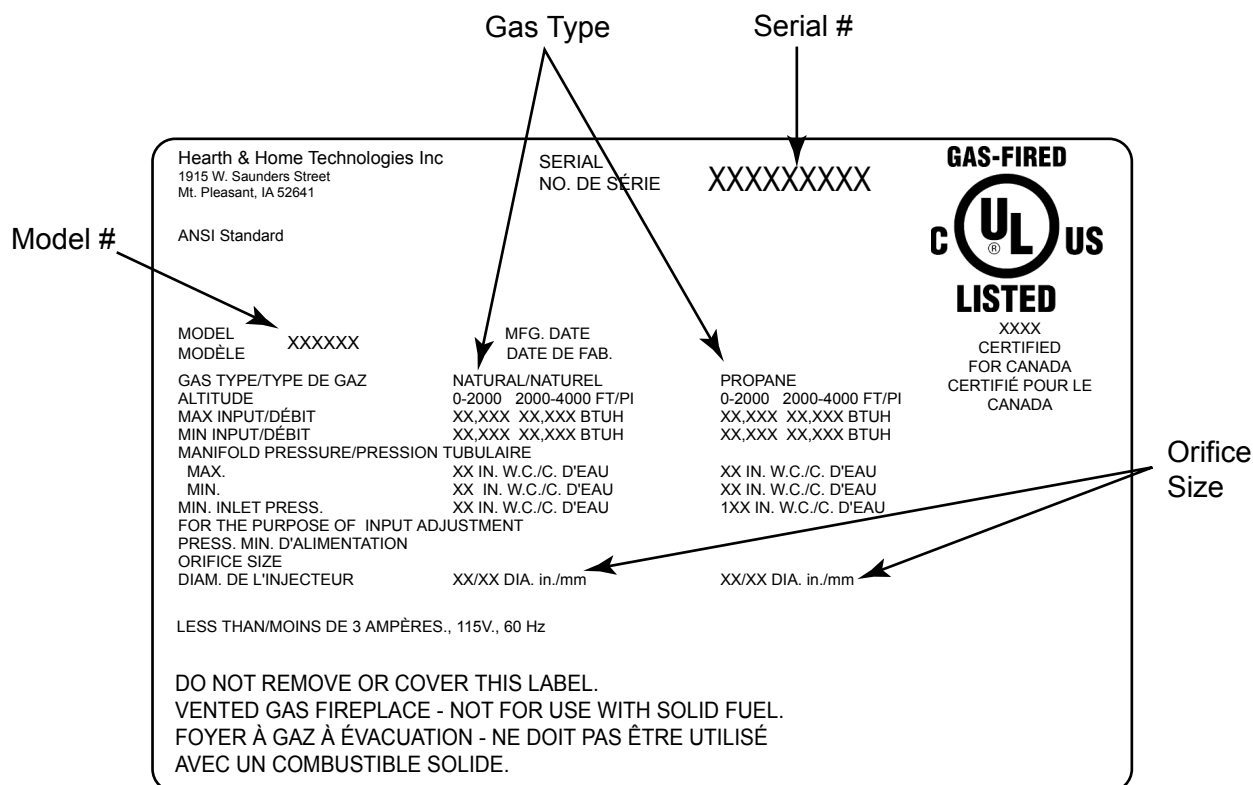 Gas Type
Serial #
Hearth & Home Technologies Inc
1915 W. Saunders Street
Mt. Pleasant, IA 52641
SERIAL
NO. DE SÉRIE
XXXXXXXXX
GAS-FIRED
C UL US
®
LISTED
XXXX
CERTIFIED
FOR CANADA
CERTIFIÉ POUR LE
CANADA
Model #
ANSI Standard
MODEL
MODÈLE
XXXXXX
MFG. DATE
DATE DE FAB.
GAS TYPE/TYPE DE GAZ NATURAL/NATUREL PROPANE
ALTITUDE 0-2000 2000-4000 FT/PI 0-2000 2000-4000 FT/PI
MAX INPUT/DÉBIT XX,XXX XX,XXX BTUH XX,XXX XX,XXX BTUH
MIN INPUT/DÉBIT XX,XXX XX,XXX BTUH XX,XXX XX,XXX BTUH
MANIFOLD PRESSURE/PRESSION TUBULAIRE
MAX. XX IN. W.C./C. D'EAU XX IN. W.C./C. D'EAU
MIN. XX IN. W.C./C. D'EAU XX IN. W.C./C. D'EAU
MIN. INLET PRESS. XX IN. W.C./C. D'EAU 1XX IN. W.C./C. D'EAU
FOR THE PURPOSE OF INPUT ADJUSTMENT
PRESS. MIN. D'ALIMENTATION
ORIFICE SIZE
DIAM. DE L'INJECTEUR XX/XX DIA. in./mm XX/XX DIA. in./mm
Orifice
Size
LESS THAN/MOINS DE 3 AMPÈRES., 115V., 60 Hz
DO NOT REMOVE OR COVER THIS LABEL.
VENTED GAS FIREPLACE - NOT FOR USE WITH SOLID FUEL.
FOYER À GAZ À ÉVACUATION - NE DOIT PAS ÊTRE UTILISÉ
AVEC UN COMBUSTIBLE SOLIDE.